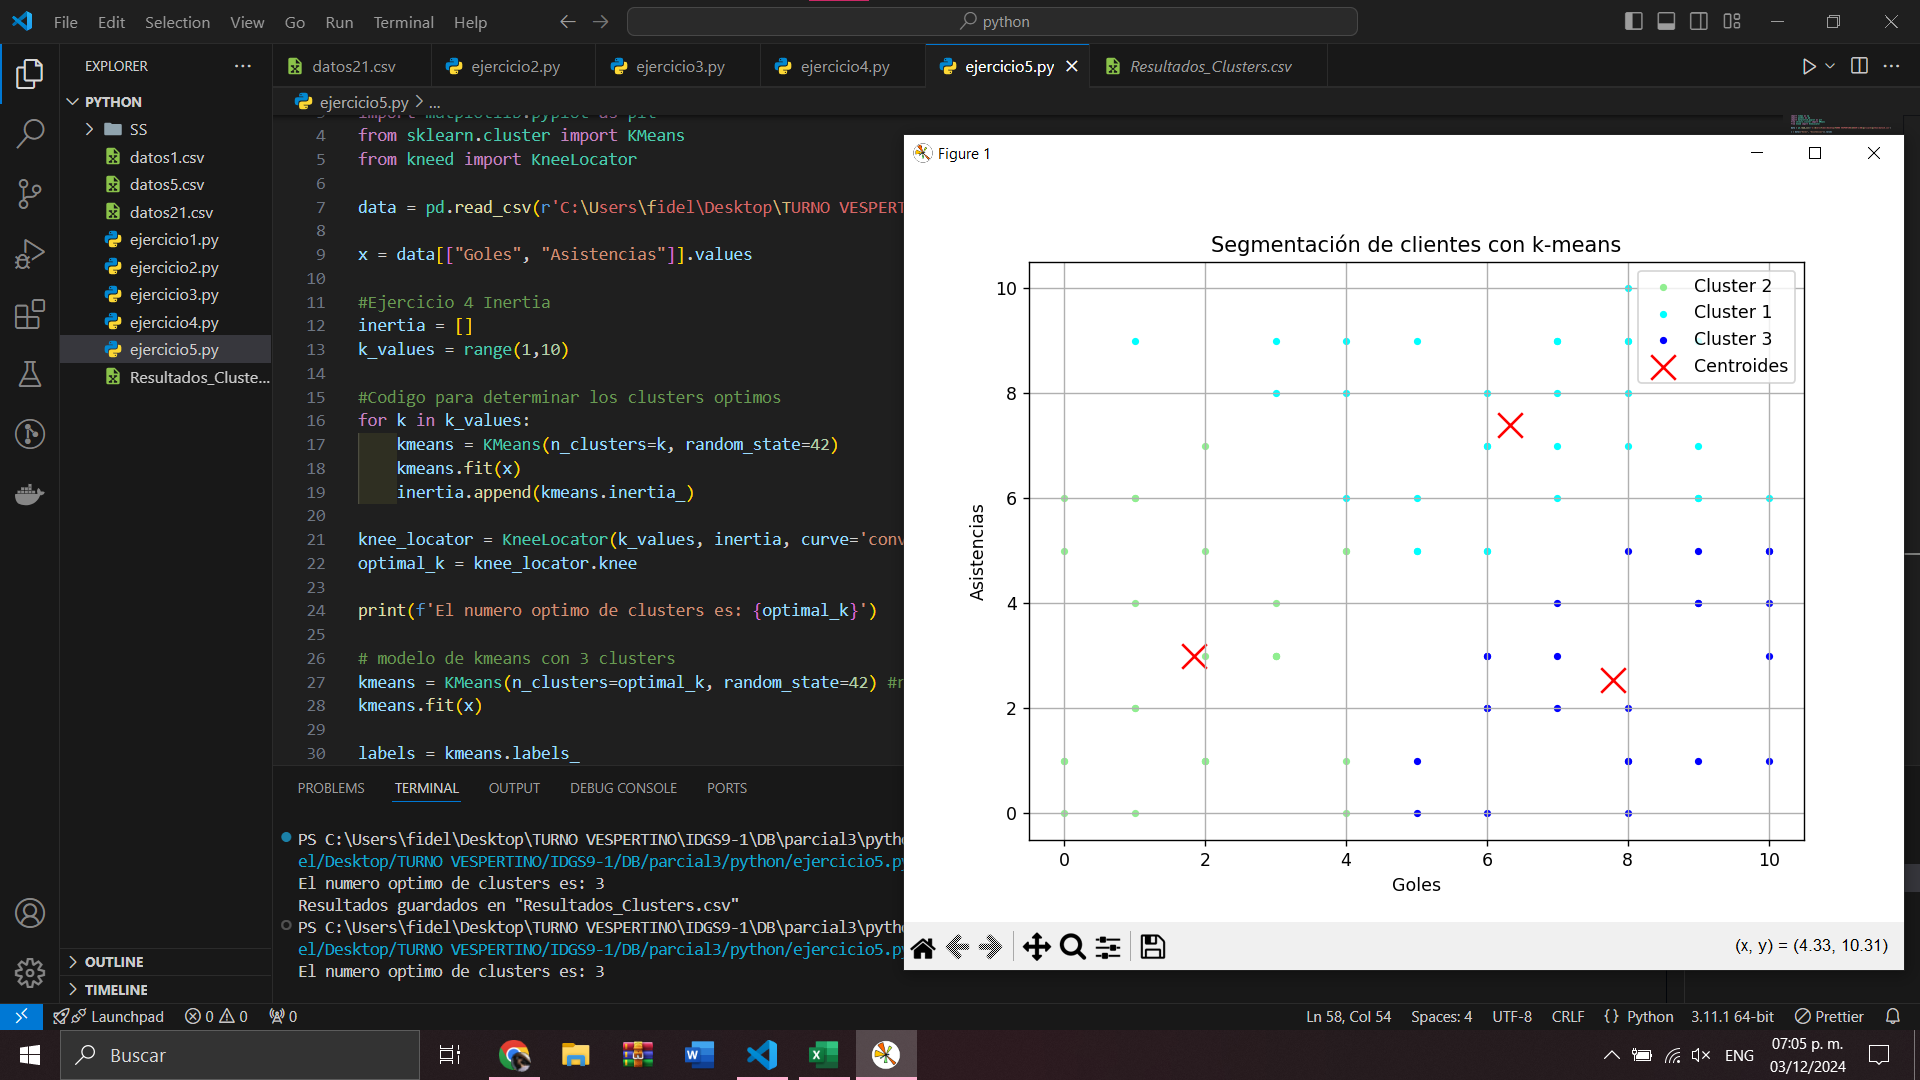 File Edit Selection View Go Run Terminal Help
python
EXPLORER
datos21.csv ejercicio2.py ejercicio3.py ejercicio4.py ejercicio5.py Resultados_Clusters.csv
PYTHON
SS
datos1.csv
datos5.csv
datos21.csv
ejercicio1.py
ejercicio2.py
ejercicio3.py
ejercicio4.py
ejercicio5.py
Resultados_Cluste...
OUTLINE
TIMELINE
ejercicio5.py > ...
4 from sklearn.cluster import KMeans
5 from kneed import KneeLocator
6
7 data = pd.read_csv(r'C:\Users\fidel\Desktop\TURNO VESPERT
8
9 x = data[["Goles", "Asistencias"]].values
10
11 #Ejercicio 4 Inertia
12 inertia = []
13 k_values = range(1,10)
14
15 #Codigo para determinar los clusters optimos
16 for k in k_values:
17 kmeans = KMeans(n_clusters=k, random_state=42)
18 kmeans.fit(x)
19 inertia.append(kmeans.inertia_)
20
21 knee_locator = KneeLocator(k_values, inertia, curve='conv
22 optimal_k = knee_locator.knee
23
24 print(f'El numero optimo de clusters es: {optimal_k}')
25
26 # modelo de kmeans con 3 clusters
27 kmeans = KMeans(n_clusters=optimal_k, random_state=42) #r
28 kmeans.fit(x)
29
30 labels = kmeans.labels_
PROBLEMS TERMINAL OUTPUT DEBUG CONSOLE PORTS
PS C:\Users\fidel\Desktop\TURNO VESPERTINO\IDGS9-1\DB\parcial3\pytho
el/Desktop/TURNO VESPERTINO/IDGS9-1/DB/parcial3/python/ejercicio5.py
El numero optimo de clusters es: 3
Resultados guardados en "Resultados_Clusters.csv"
PS C:\Users\fidel\Desktop\TURNO VESPERTINO\IDGS9-1\DB\parcial3\pytho
el/Desktop/TURNO VESPERTINO/IDGS9-1/DB/parcial3/python/ejercicio5.py
El numero optimo de clusters es: 3
Figure 1
Segmentación de clientes con k-means
Cluster 2
Cluster 1
Cluster 3
Centroides
10
8
6
4
2
0
Asistencias
0 2 4 6 8 10
Goles
(x, y) = (4.33, 10.31)
Launchpad 0 0 0
Ln 58, Col 54 Spaces: 4 UTF-8 CRLF {} Python 3.11.1 64-bit Prettier
Buscar
ENG
07:05 p. m.
03/12/2024